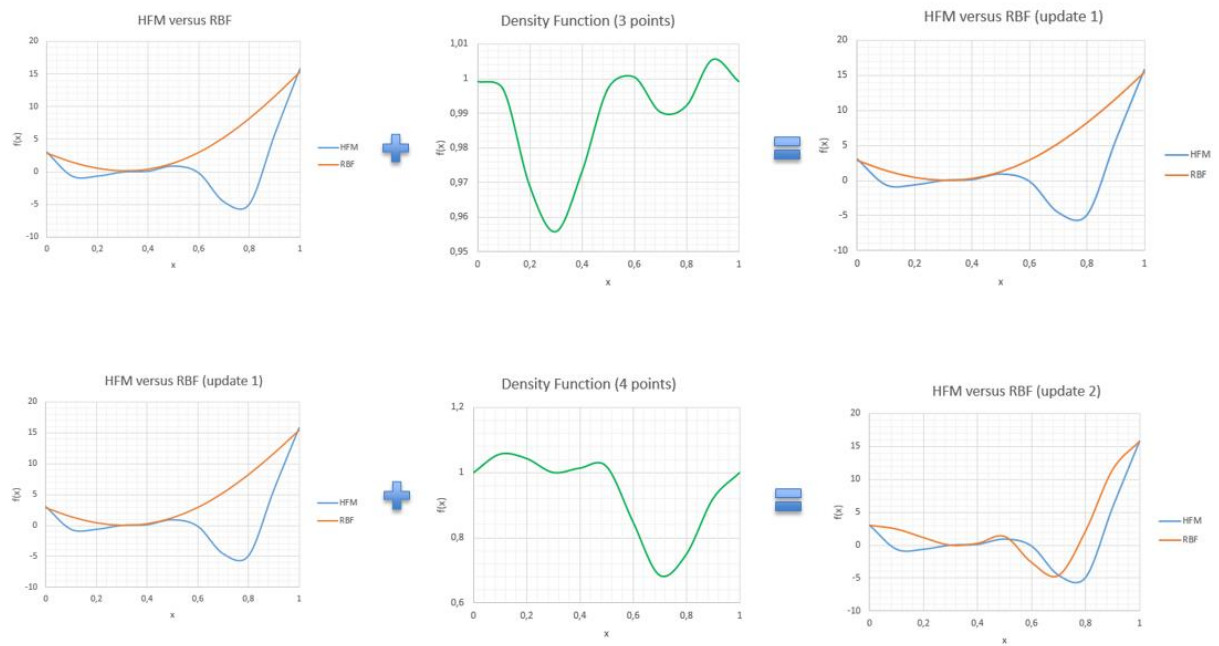 HFM versus RBF
20
15
10
5
0
-5
-10
f(x)
0 0,2 0,4 0,6 0,8 1
x
HFM
RBF
Density Function (3 points)
1,01
1
0,99
0,98
0,97
0,96
0,95
f(x)
0 0,2 0,4 0,6 0,8 1
x
HFM versus RBF (update 1)
20
15
10
5
0
-5
-10
f(x)
0 0,2 0,4 0,6 0,8 1
x
HFM
RBF
HFM versus RBF (update 1)
20
15
10
5
0
-5
-10
f(x)
0 0,2 0,4 0,6 0,8 1
x
HFM
RBF
Density Function (4 points)
1,2
1
0,8
0,6
f(x)
0 0,2 0,4 0,6 0,8 1
x
HFM versus RBF (update 2)
20
15
10
5
0
-5
-10
f(x)
0 0,2 0,4 0,6 0,8 1
x
HFM
RBF